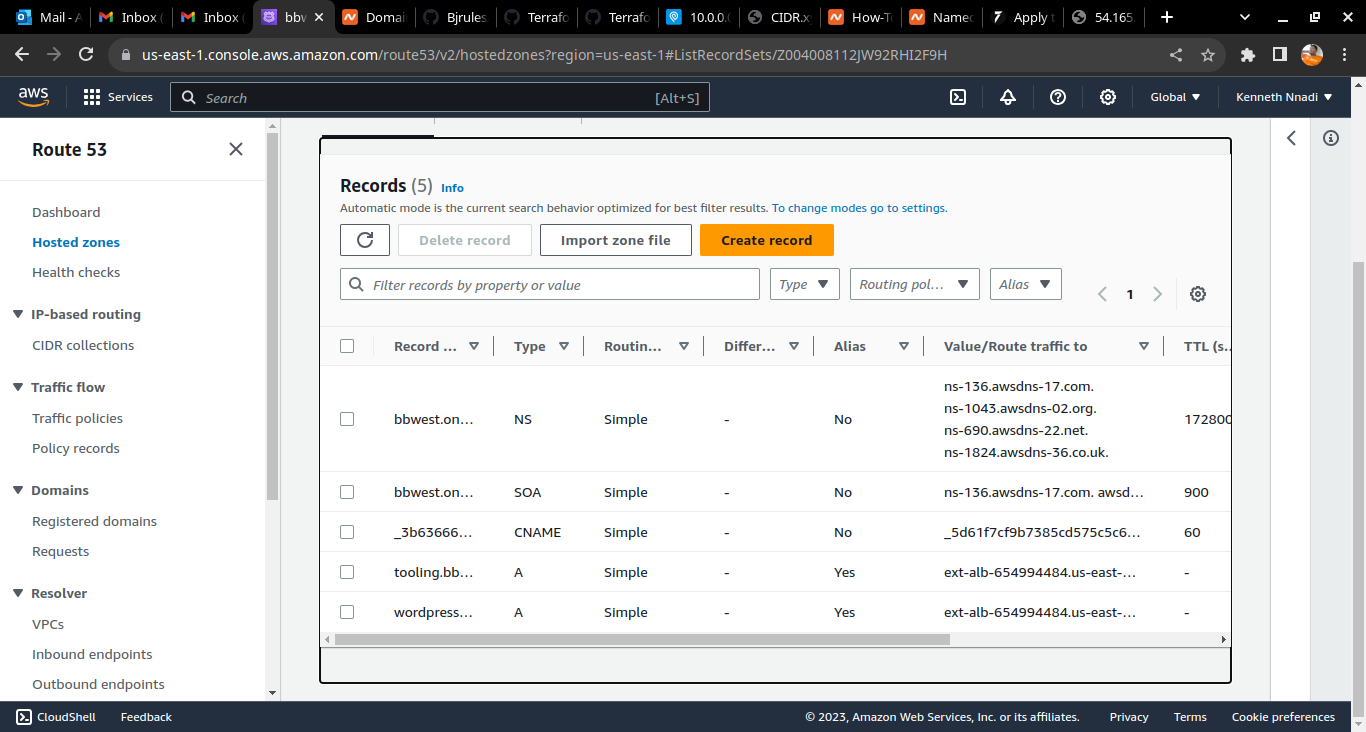 Mail - A
Inbox (
Inbox (
bbw
Domai
Bjrules
Terrafo
Terrafo
10.0.0.0
CIDR.x
How-T
Namec
Apply t
54.165.
us-east-1.console.aws.amazon.com/route53/v2/hostedzones?region=us-east-1#ListRecordSets/Z004008112JW92RHI2F9H
aws
Services
Search
[Alt+S]
Global
Kenneth Nnadi
Route 53
Dashboard
Hosted zones
Health checks
IP-based routing
CIDR collections
Traffic flow
Traffic policies
Policy records
Domains
Registered domains
Requests
Resolver
VPCs
Inbound endpoints
Outbound endpoints
Records (5) Info
Automatic mode is the current search behavior optimized for best filter results. To change modes go to settings.
Delete record
Import zone file
Create record
Filter records by property or value
Type
Routing pol...
Alias
1
Record ... Type Routin... Differ... Alias Value/Route traffic to TTL (s...
ns-136.awsdns-17.com.
ns-1043.awsdns-02.org.
bbwest.on... NS Simple - No 172800
ns-690.awsdns-22.net.
ns-1824.awsdns-36.co.uk.
bbwest.on... SOA Simple - No ns-136.awsdns-17.com. awsd... 900
_3b63666... CNAME Simple - No _5d61f7cf9b7385cd575c5c6... 60
tooling.bb... A Simple - Yes ext-alb-654994484.us-east-... -
wordpress... A Simple - Yes ext-alb-654994484.us-east-... -
CloudShell
Feedback
© 2023, Amazon Web Services, Inc. or its affiliates.
Privacy
Terms
Cookie preferences